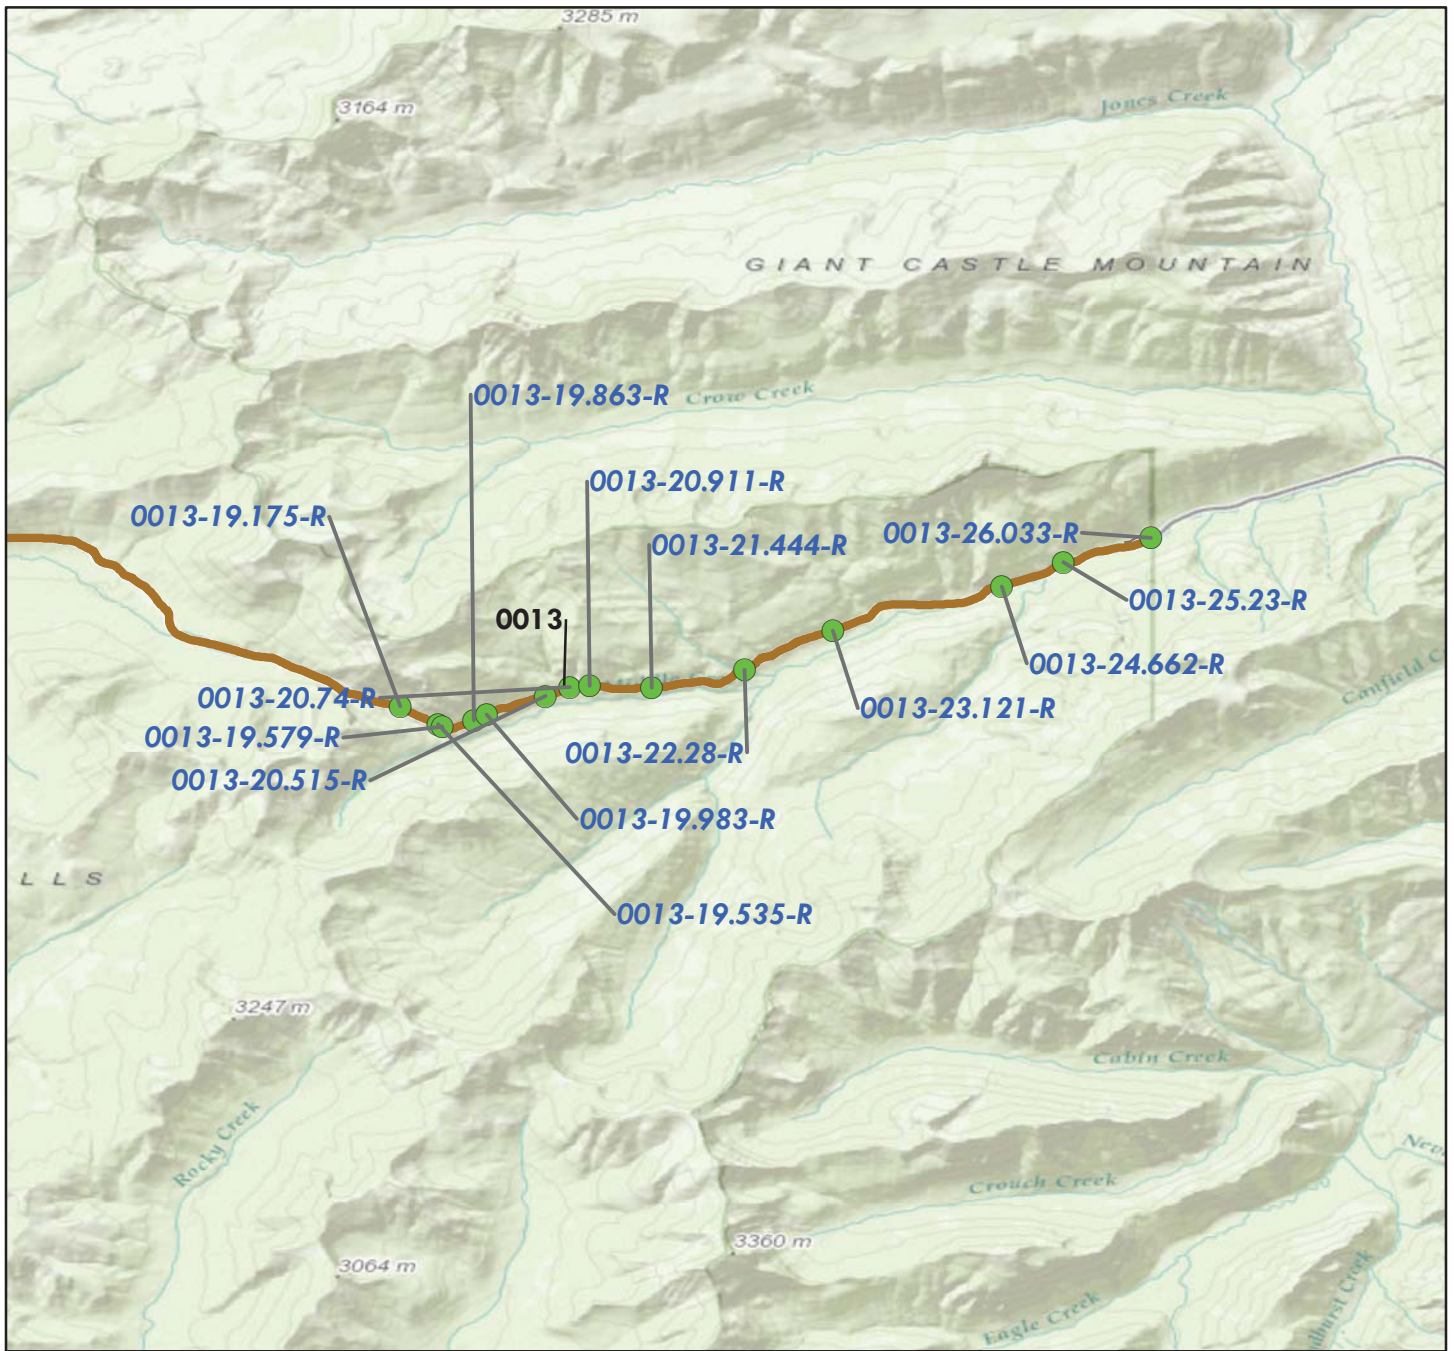 3285 m
3164 m
Jones Creek
GIANT CASTLE MOUNTAIN
0013-19.863-R
Crow Creek
0013-20.911-R
0013-19.175-R
0013-26.033-R
0013-21.444-R
0013-25.23-R
0013
0013-24.662-R
0013-20.74-R
0013-23.121-R
0013-19.579-R
0013-22.28-R
0013-20.515-R
0013-19.983-R
Canfield C
LLS
0013-19.535-R
3247 m
Cabin Creek
Rocky Creek
Crouch Creek
3360 m
3064 m
Eagle Creek
dhurst Creek